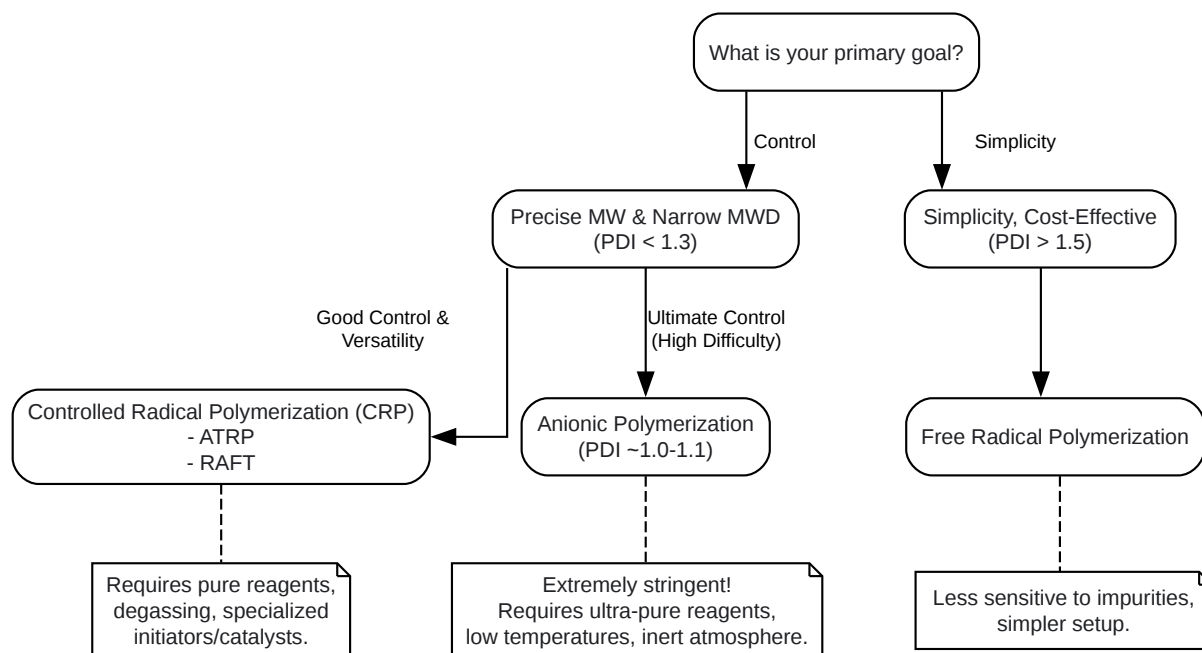 What is your primary goal?
Control
Simplicity
Precise MW & Narrow MWD
(PDI < 1.3)
Simplicity, Cost-Effective
(PDI > 1.5)
Good Control &
Versatility
Ultimate Control
(High Difficulty)
Controlled Radical Polymerization (CRP)
- ATRP
- RAFT
Anionic Polymerization
(PDI ~1.0-1.1)
Free Radical Polymerization
Requires pure reagents,
degassing, specialized
initiators/catalysts.
Extremely stringent!
Requires ultra-pure reagents,
low temperatures, inert atmosphere.
Less sensitive to impurities,
simpler setup.